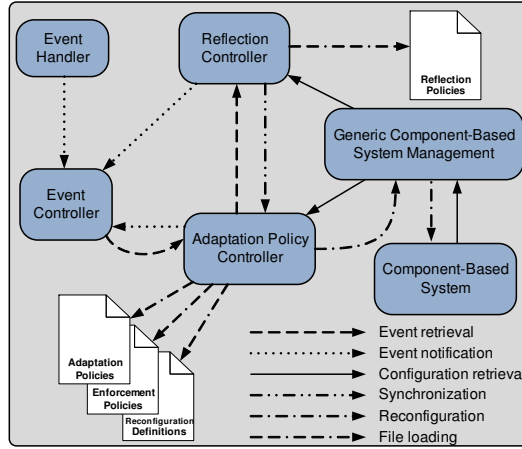 Event
Handler
Reflection
Controller
Reflection
Policies
Generic Component-Based
System Management
Event
Controller
Adaptation Policy
Controller
Component-Based
System
Adaptation
Policies
Enforcement
Policies
Reconfiguration
Definitions
Event retrieval
Event notification
Configuration retrieval
Synchronization
Reconfiguration
File loading